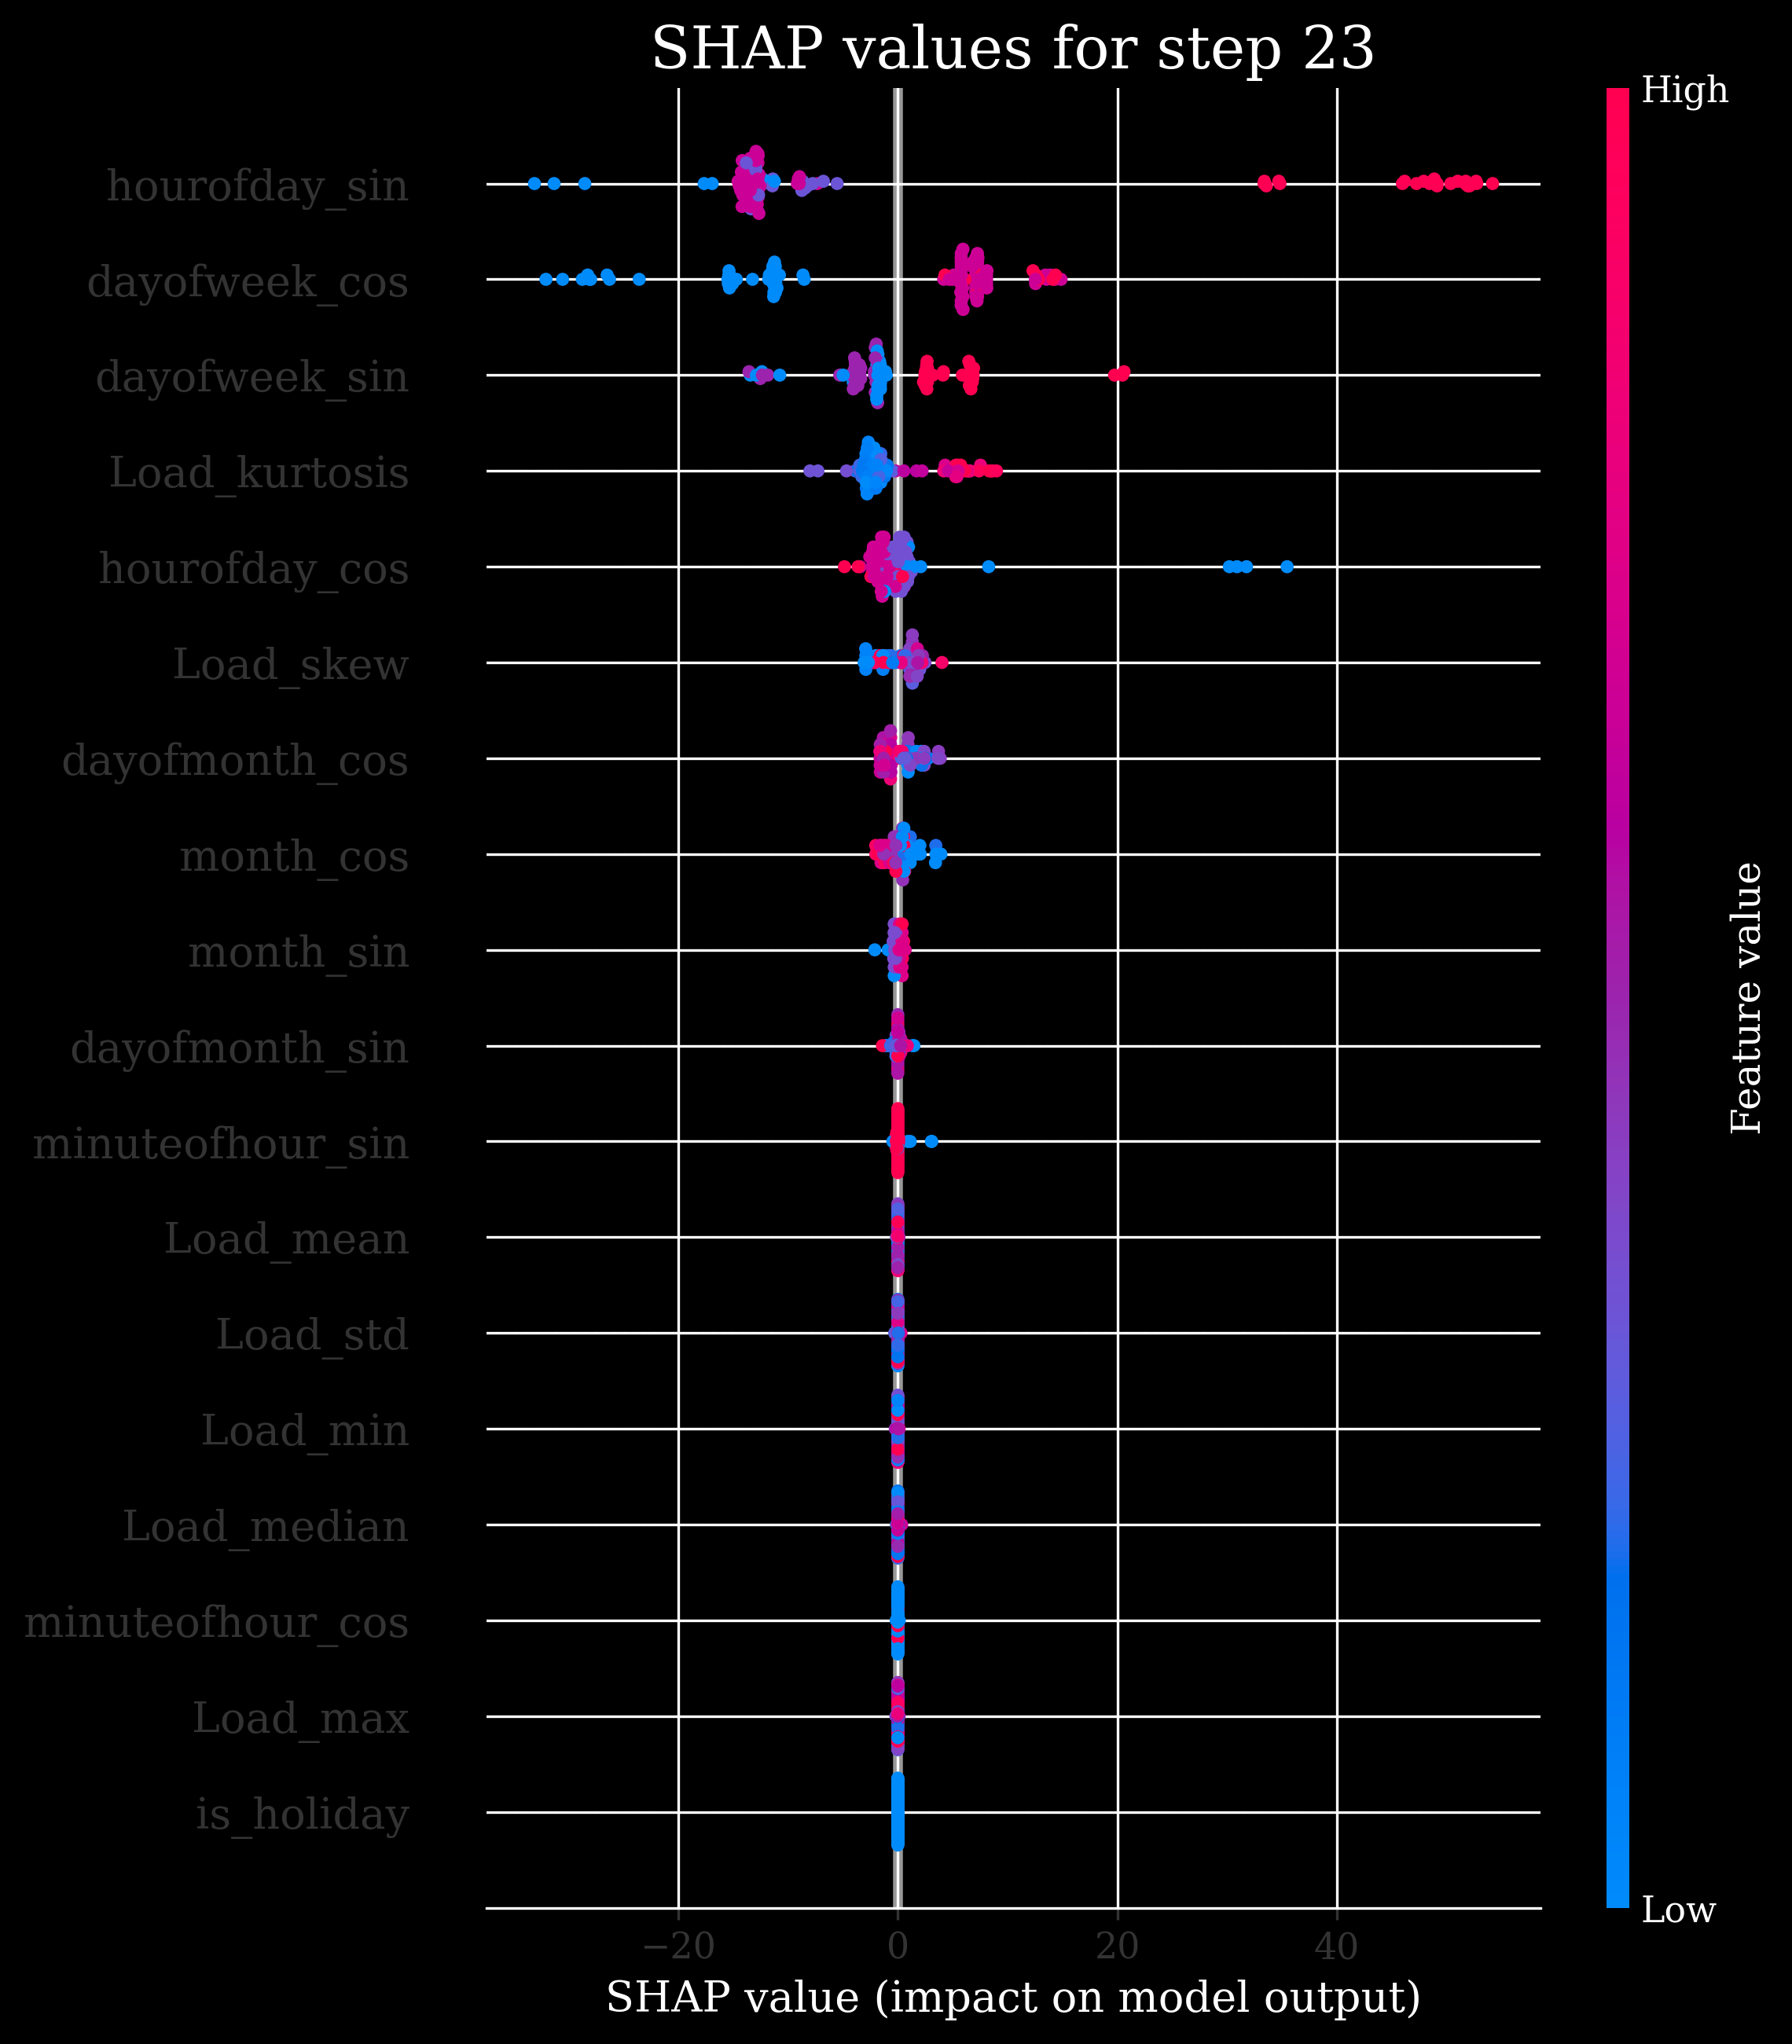 SHAP values for step 23
High
hourofday_sin
dayofweek_cos
dayofweek_sin
Load_kurtosis
hourofday_cos
Load_skew
dayofmonth_cos
month_cos
month_sin
dayofmonth_sin
minuteofhour_sin
Load_mean
Load_std
Load_min
Load_median
minuteofhour_cos
Load_max
is_holiday
Feature value
Low
−20 0 20 40
SHAP value (impact on model output)